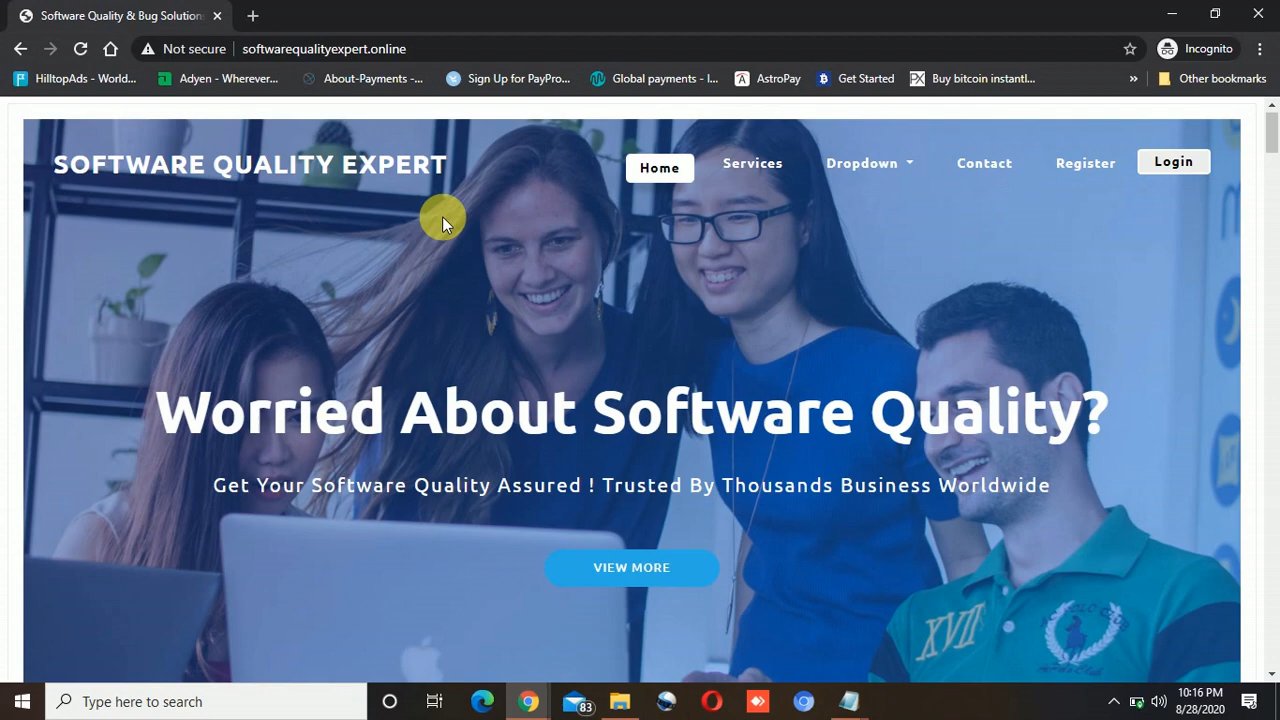 Software Quality & Bug Solutions
Not secure
softwarequalityexpert.online
Incognito
HilltopAds - World...
Adyen - Wherever...
About-Payments -...
Sign Up for PayPro...
Global payments - I...
AstroPay
Get Started
Buy bitcoin instantl...
»
Other bookmarks
SOFTWARE QUALITY EXPERT
Home
Services
Dropdown
Contact
Register
Login
Worried About Software Quality?
Get Your Software Quality Assured ! Trusted By Thousands Business Worldwide
VIEW MORE
XVII
Type here to search
83
10:16 PM
8/28/2020